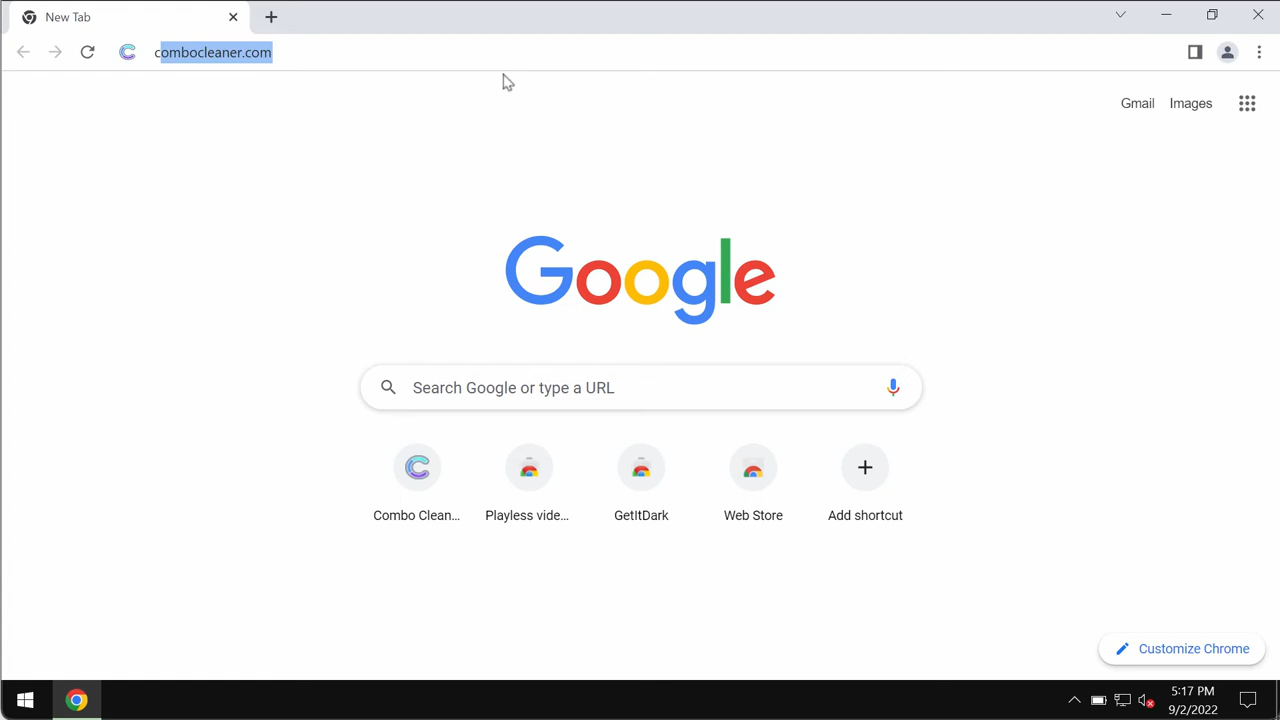 New Tab
combocleaner.com
Gmail Images
Google
Search Google or type a URL
Combo Clean... Playless vide... GetItDark Web Store Add shortcut
Customize Chrome
5:17 PM
9/2/2022